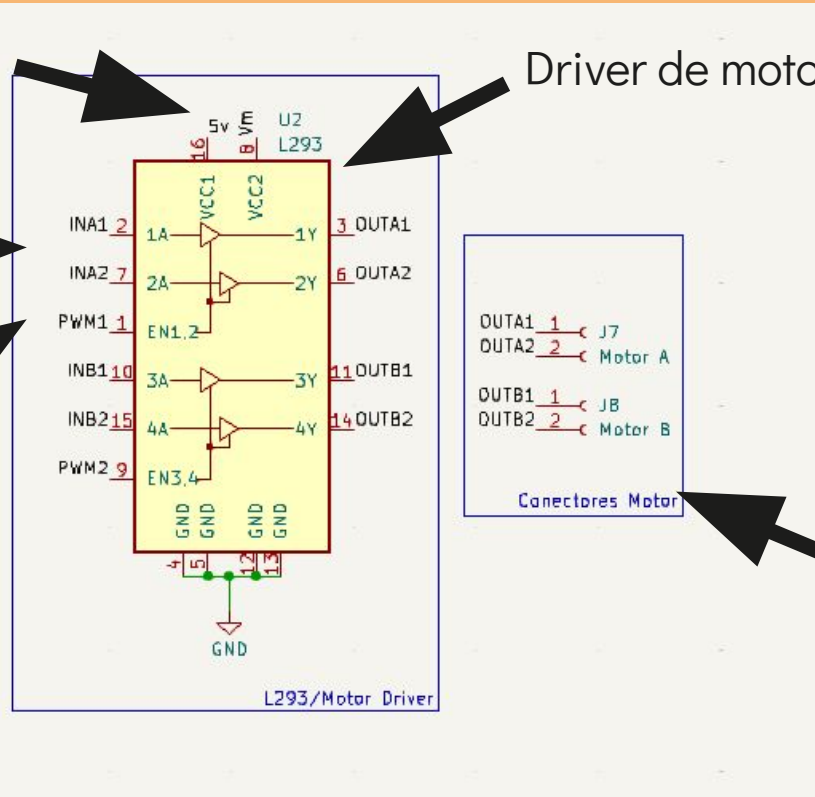 Driver de moto
5v
Vm
U2
L293
16
8
VCC1
VCC2
INA1 2 1A 1Y 3 OUTA1
INA2 7 2A 2Y 6 OUTA2
PWM1 1 EN1,2
INB1 10 3A 3Y 11 OUTB1
INB2 15 4A 4Y 14 OUTB2
PWM2 9 EN3,4
GND GND GND GND
4 5 12 13
GND
L293/Motor Driver
OUTA1 1 J7
OUTA2 2 Motor A
OUTB1 1 J8
OUTB2 2 Motor B
Conectores Motor